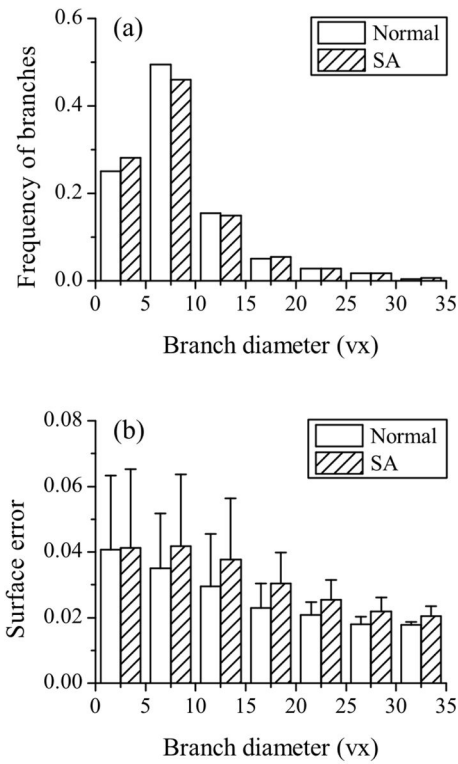 (a)
Normal
SA
0.6
0.4
0.2
0.0
Frequency of branches
0 5 10 15 20 25 30 35
Branch diameter (vx)
(b)
Normal
SA
0.08
0.06
0.04
0.02
0.00
Surface error
0 5 10 15 20 25 30 35
Branch diameter (vx)